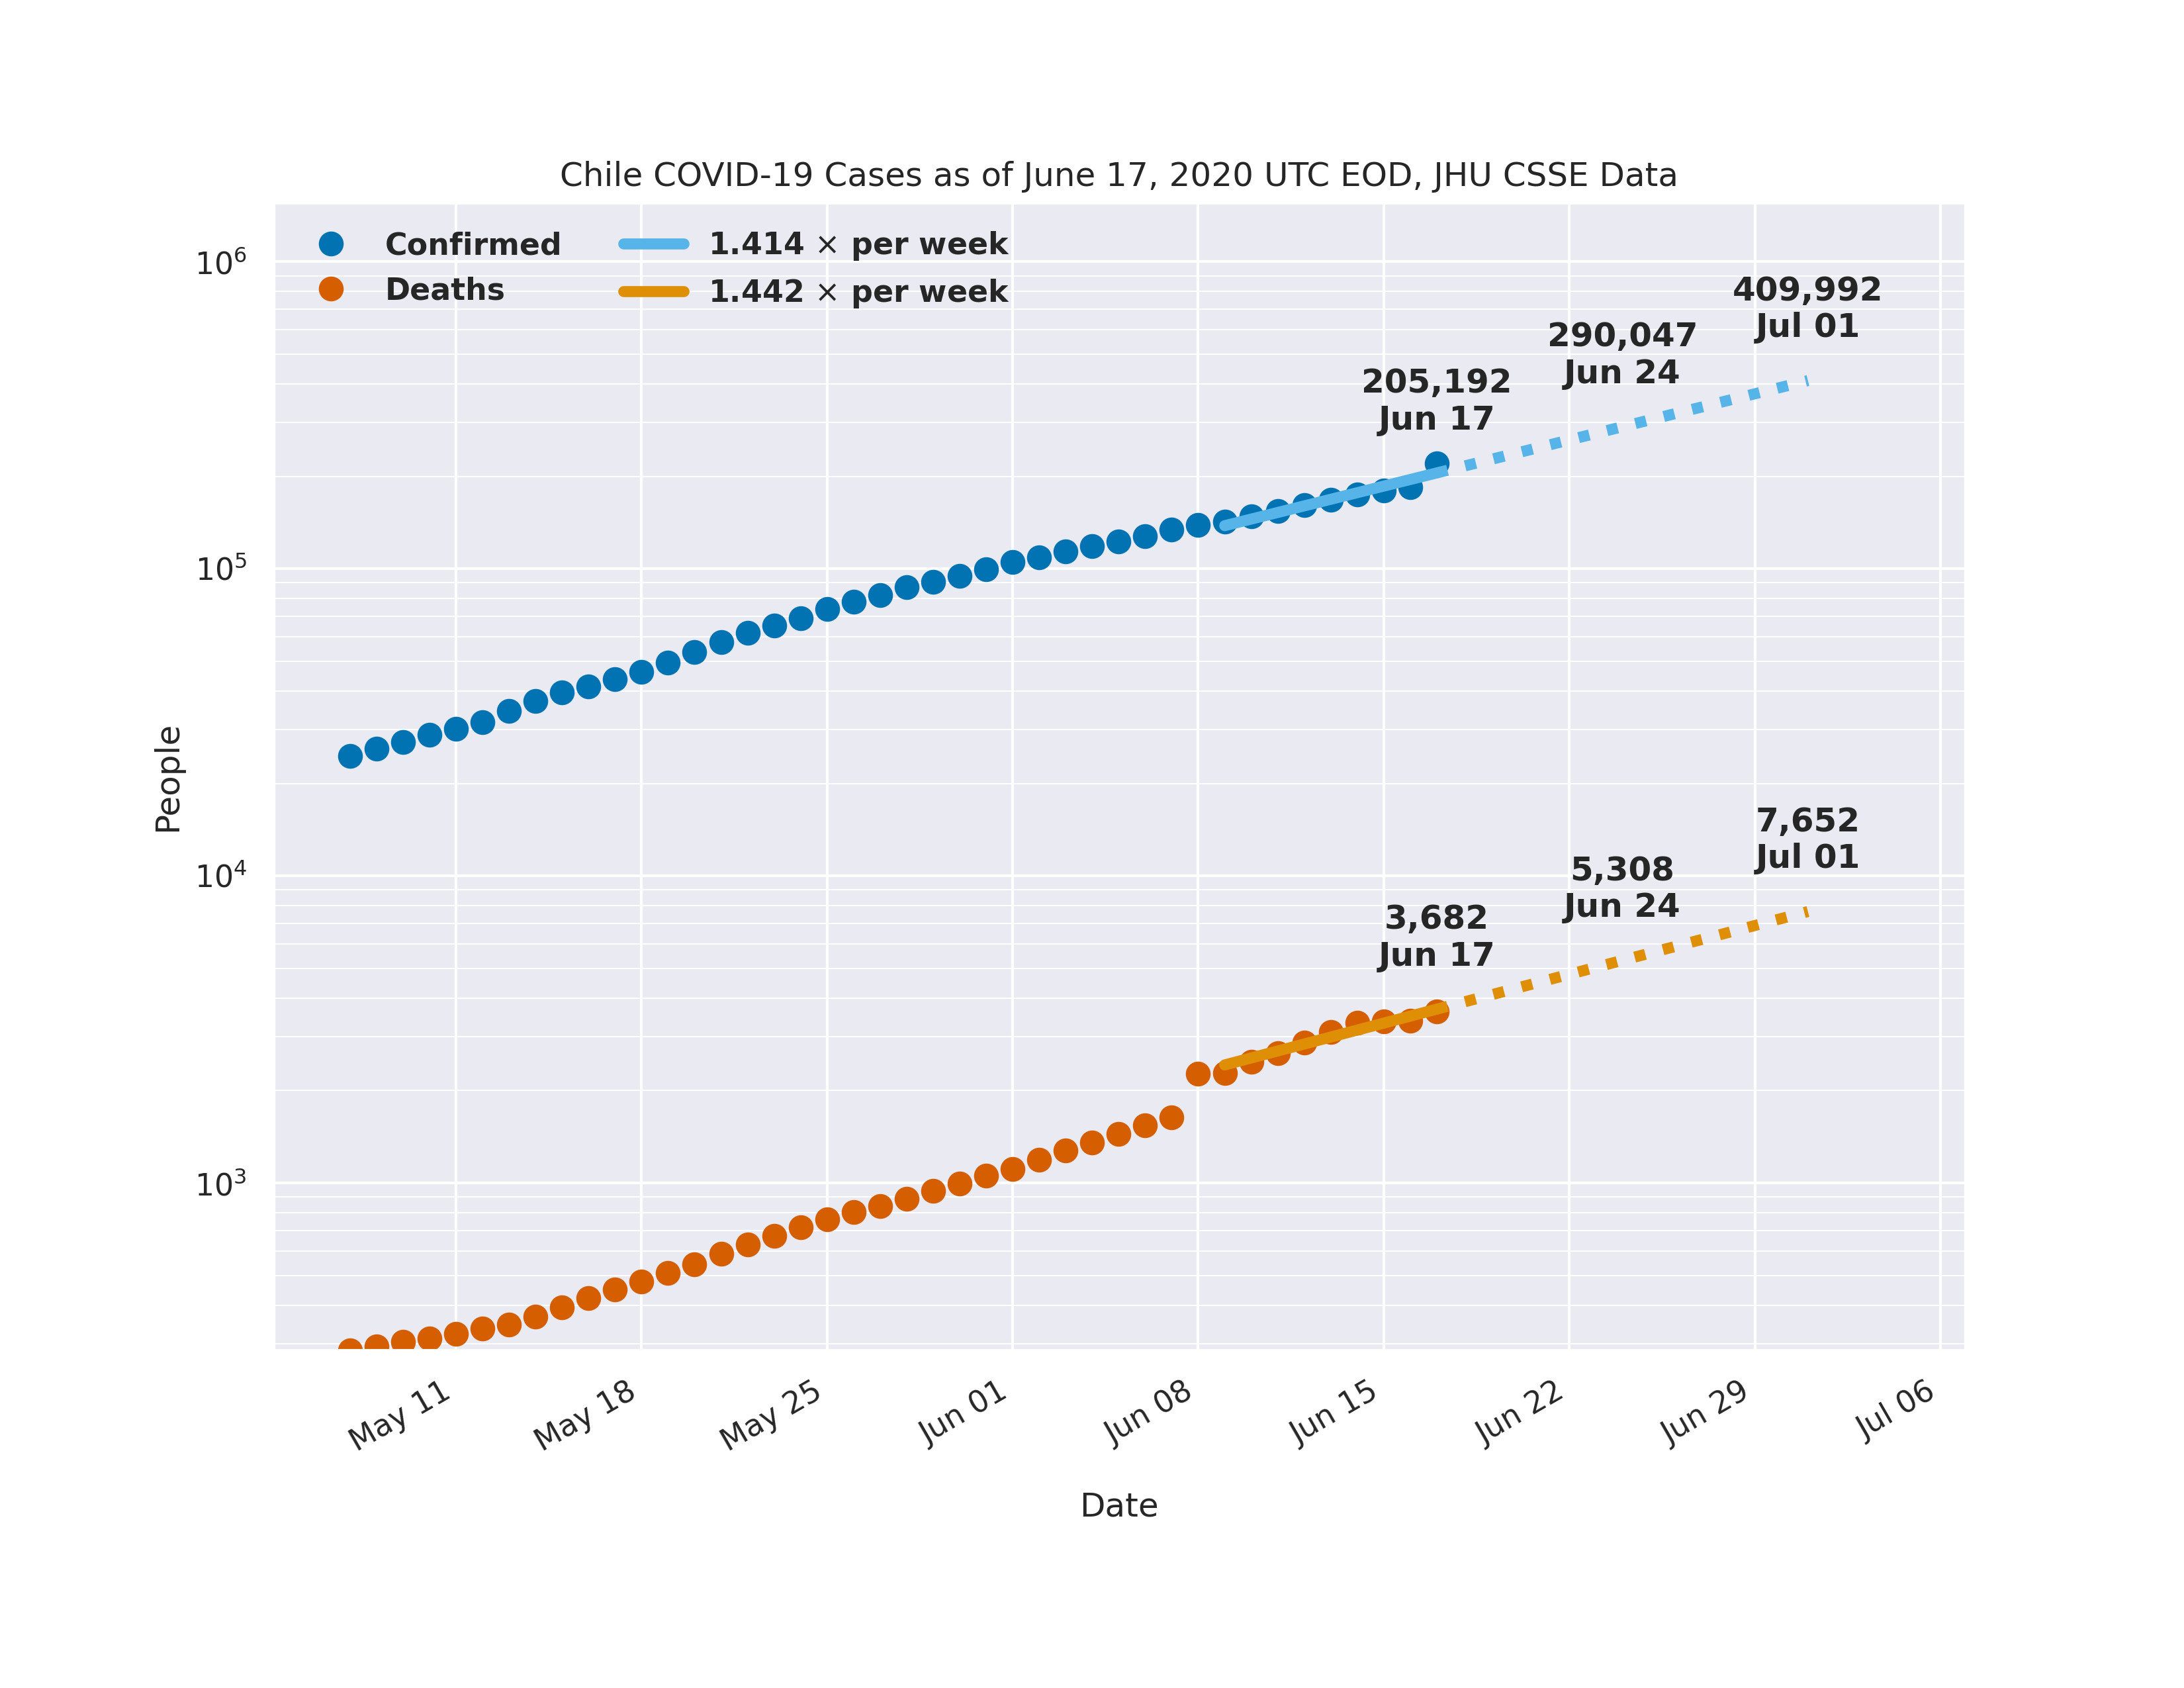 Chile COVID-19 Cases as of June 17, 2020 UTC EOD, JHU CSSE Data
Confirmed
Deaths
1.414 × per week
1.442 × per week
409,992
Jul 01
290,047
Jun 24
205,192
Jun 17
7,652
Jul 01
5,308
Jun 24
3,682
Jun 17
10⁶
10⁵
10⁴
10³
People
May 11
May 18
May 25
Jun 01
Jun 08
Jun 15
Jun 22
Jun 29
Jul 06
Date